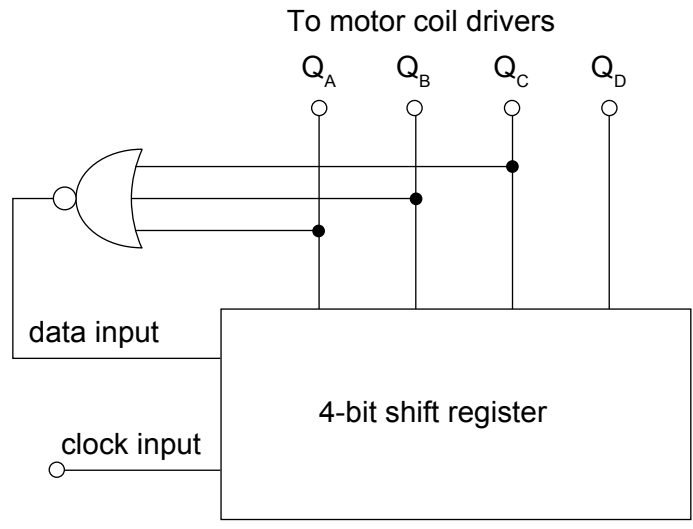 To motor coil drivers
QA QB QC QD
data input
4-bit shift register
clock input